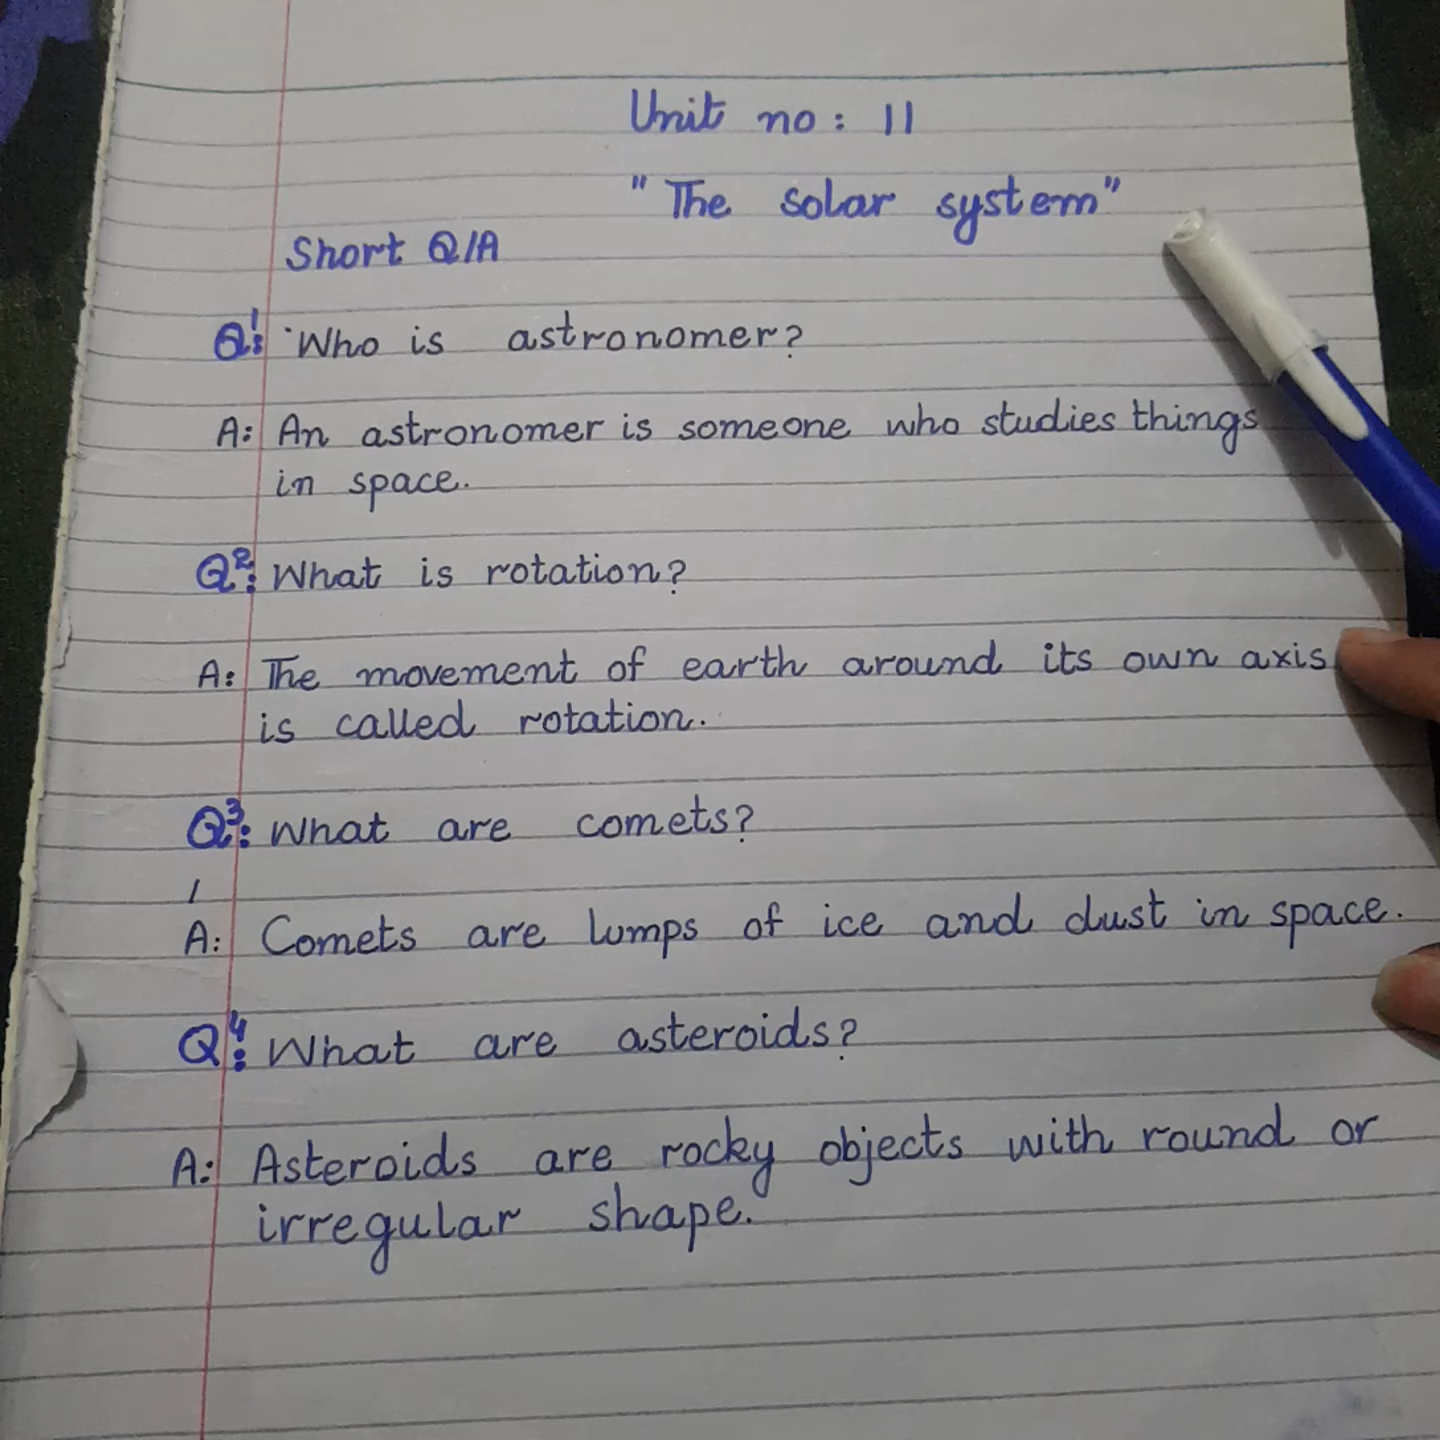 Unit no: 11
"The solar system"
Short Q/A
Q1: Who is astronomer?
A: An astronomer is someone who studies things
in space.
Q2: What is rotation?
A: The movement of earth around its own axis
is called rotation.
Q3: What are comets?
A: Comets are lumps of ice and dust in space.
Q4: What are asteroids?
A: Asteroids are rocky objects with round or
irregular shape.